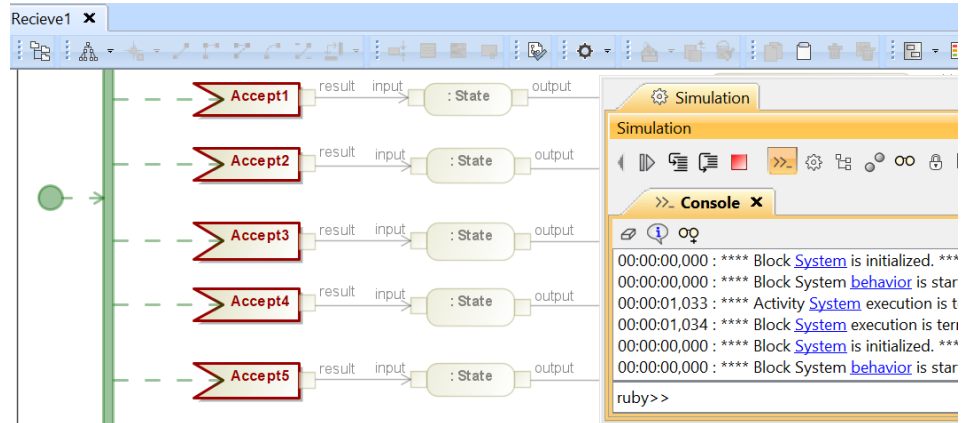 Recieve1
Accept1
result
input
: State
output
Accept2
result
input
: State
output
Accept3
result
input
: State
output
Accept4
result
input
: State
output
Accept5
result
input
: State
output
Simulation
Simulation
>>_ Console
00:00:00,000 : **** Block System is initialized. ***
00:00:00,000 : **** Block System behavior is star
00:00:01,033 : **** Activity System execution is t
00:00:01,034 : **** Block System execution is terr
00:00:00,000 : **** Block System is initialized. ***
00:00:00,000 : **** Block System behavior is star
ruby>>